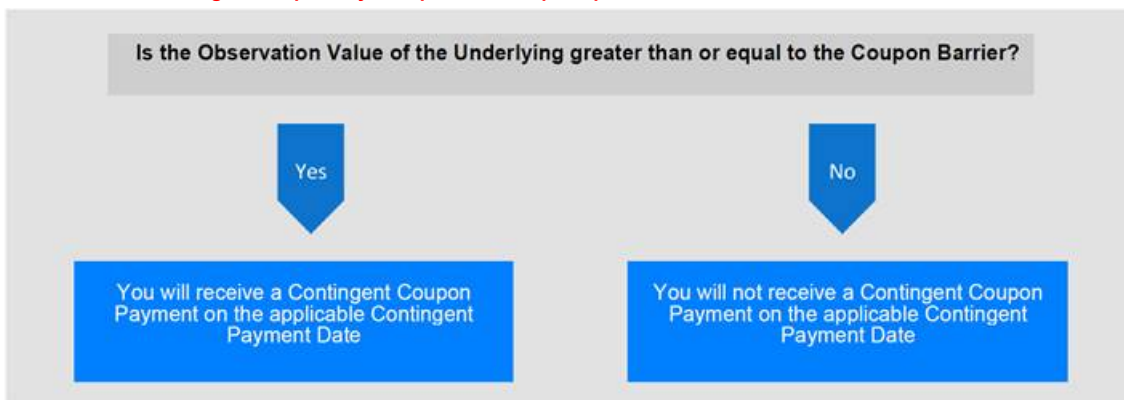 Is the Observation Value of the Underlying greater than or equal to the Coupon Barrier?
Yes
No
You will receive a Contingent Coupon
Payment on the applicable Contingent
Payment Date
You will not receive a Contingent Coupon
Payment on the applicable Contingent
Payment Date